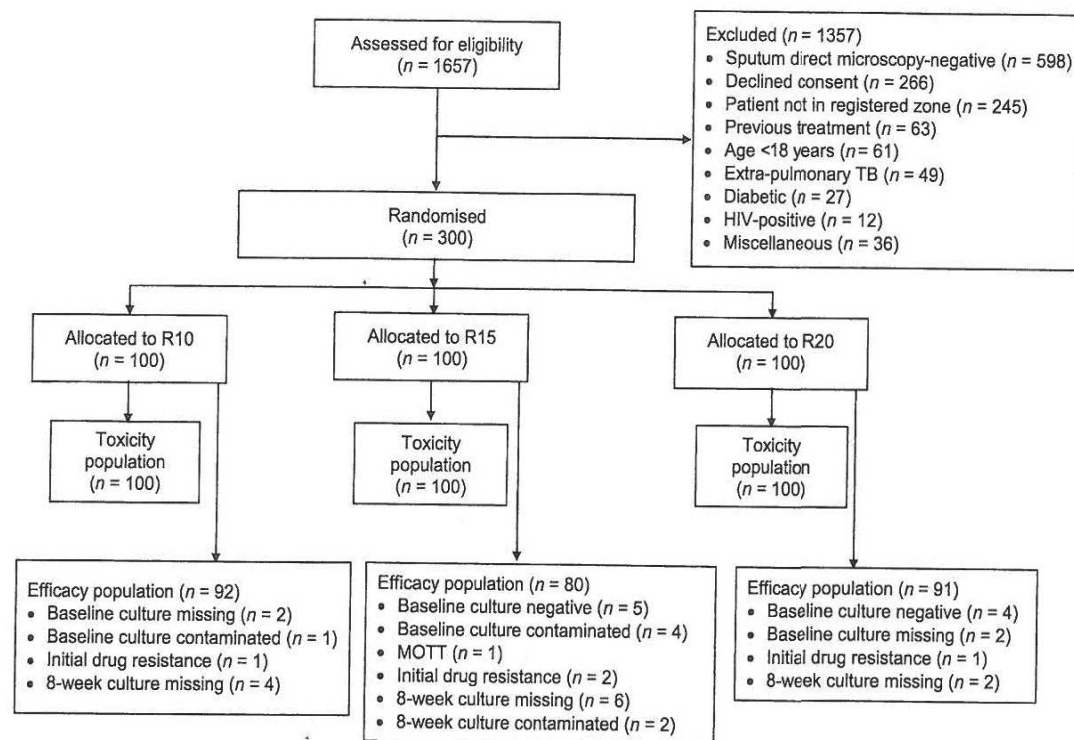 Assessed for eligibility
(n = 1657)
Excluded (n = 1357)
• Sputum direct microscopy-negative (n = 598)
• Declined consent (n = 266)
• Patient not in registered zone (n = 245)
• Previous treatment (n = 63)
• Age <18 years (n = 61)
• Extra-pulmonary TB (n = 49)
• Diabetic (n = 27)
• HIV-positive (n = 12)
• Miscellaneous (n = 36)
Randomised
(n = 300)
Allocated to R10
(n = 100)
Allocated to R15
(n = 100)
Allocated to R20
(n = 100)
Toxicity
population
(n = 100)
Toxicity
population
(n = 100)
Toxicity
population
(n = 100)
Efficacy population (n = 92)
• Baseline culture missing (n = 2)
• Baseline culture contaminated (n = 1)
• Initial drug resistance (n = 1)
• 8-week culture missing (n = 4)
Efficacy population (n = 80)
• Baseline culture negative (n = 5)
• Baseline culture contaminated (n = 4)
• MOTT (n = 1)
• Initial drug resistance (n = 2)
• 8-week culture missing (n = 6)
• 8-week culture contaminated (n = 2)
Efficacy population (n = 91)
• Baseline culture negative (n = 4)
• Baseline culture missing (n = 2)
• Initial drug resistance (n = 1)
• 8-week culture missing (n = 2)